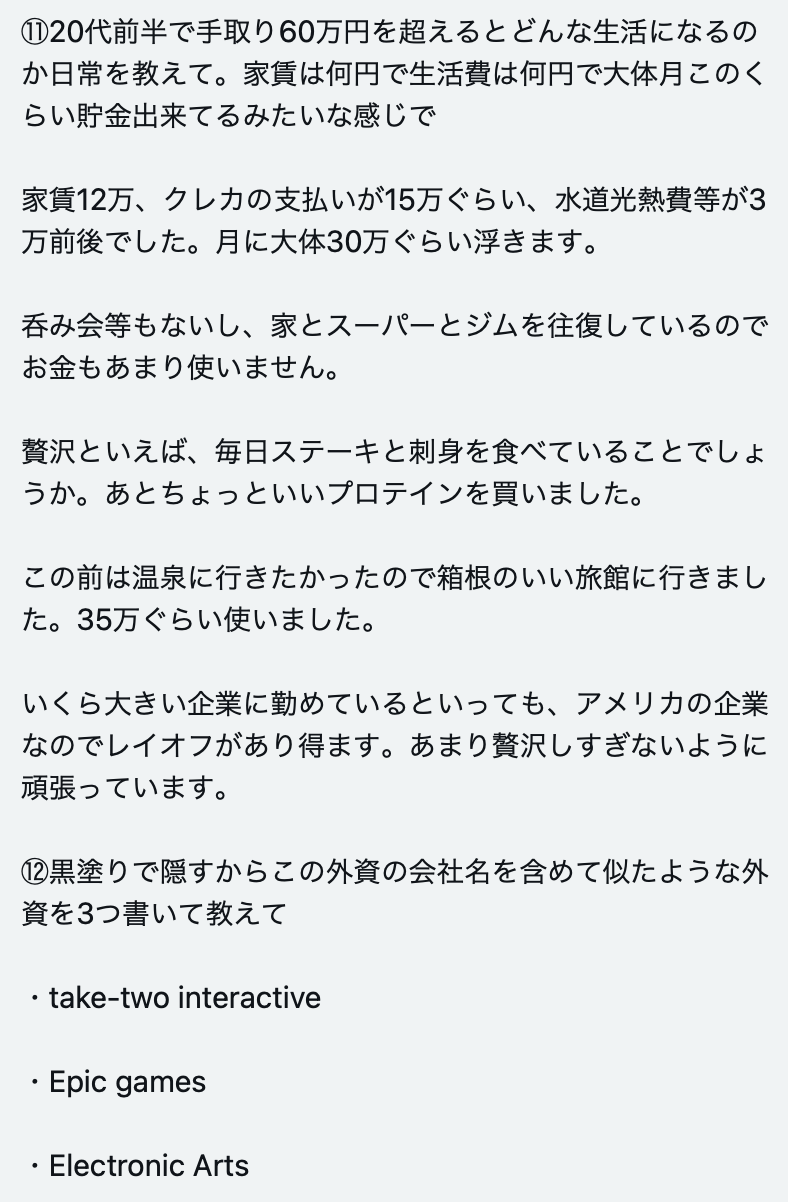 ⑪20代前半で手取り60万円を超えるとどんな生活になるの
か日常を教えて。家賃は何円で生活費は何円で大体月このく
らい貯金出来てるみたいな感じで
家賃12万、クレカの支払いが15万ぐらい、水道光熱費等が3
万前後でした。月に大体30万ぐらい浮きます。
呑み会等もないし、家とスーパーとジムを往復しているので
お金もあまり使いません。
贅沢といえば、毎日ステーキと刺身を食べていることでしょ
うか。あとちょっといいプロテインを買いました。
この前は温泉に行きたかったので箱根のいい旅館に行きまし
た。35万ぐらい使いました。
いくら大きい企業に勤めているといっても、アメリカの企業
なのでレイオフがあり得ます。あまり贅沢しすぎないように
頑張っています。
⑫黒塗りで隠すからこの外資の会社名を含めて似たような外
資を3つ書いて教えて
・take-two interactive
・Epic games
・Electronic Arts